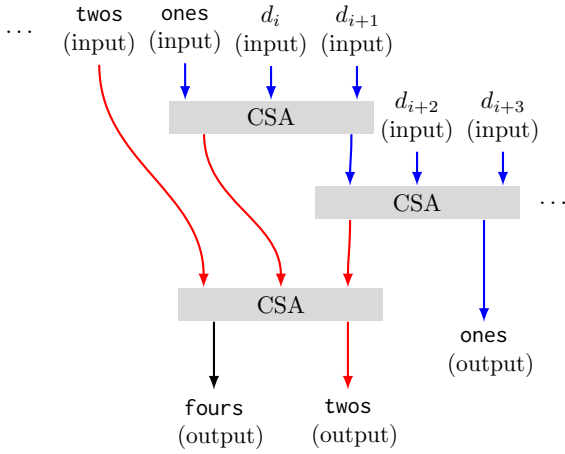 ⋯ twos ones d_i d_{i+1}
(input) (input) (input) (input)
CSA
d_{i+2} d_{i+3}
(input) (input)
CSA ⋯
CSA
ones
(output)
fours twos
(output) (output)